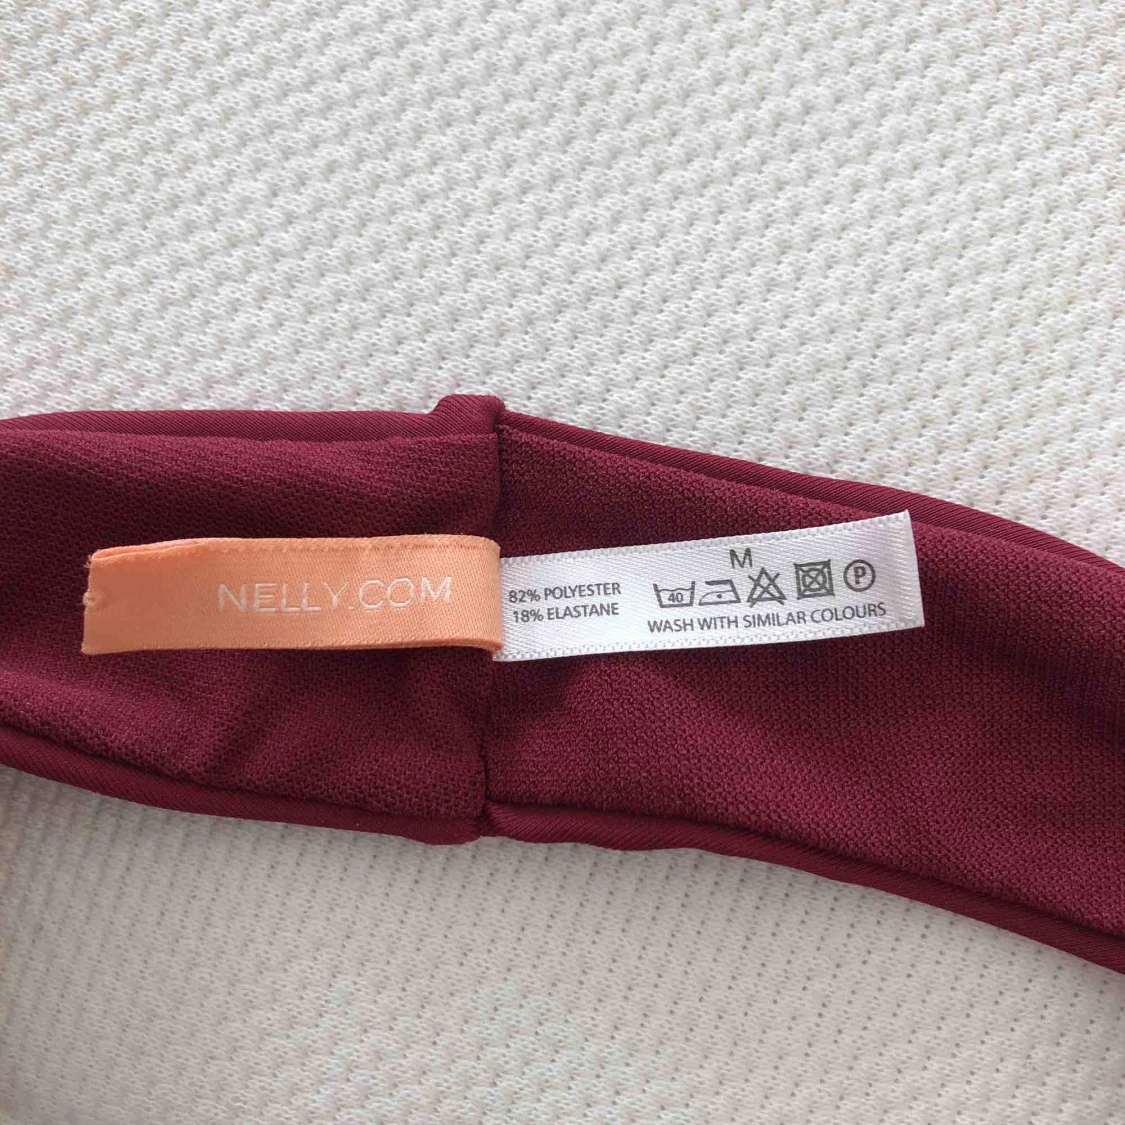 NELLY.COM
82% POLYESTER
18% ELASTANE
M
40
P
WASH WITH SIMILAR COLOURS